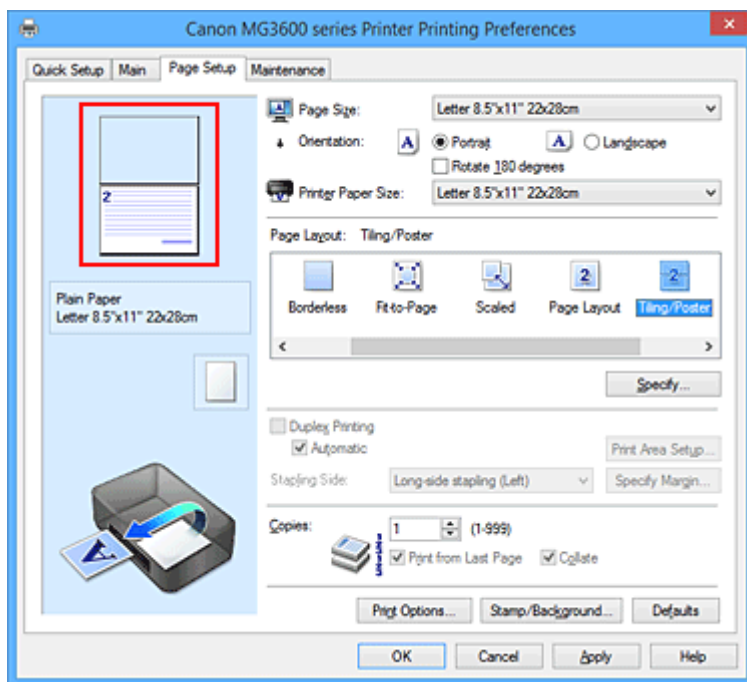 Canon MG3600 series Printer Printing Preferences
Quick Setup Main Page Setup Maintenance
Page Size: Letter 8.5"x11" 22x28cm
Orientation: A Portrait A Landscape
Rotate 180 degrees
Printer Paper Size: Letter 8.5"x11" 22x28cm
2
Page Layout: Tiling/Poster
2 2
Borderless Fit-to-Page Scaled Page Layout Tiling/Poster
Plain Paper
Letter 8.5"x11" 22x28cm
Specify...
Duplex Printing
Automatic Print Area Setup...
Stapling Side: Long-side stapling (Left) Specify Margin...
Copies: 1 (1-999)
Print from Last Page Collate
A
Print Options... Stamp/Background... Defaults
OK Cancel Apply Help